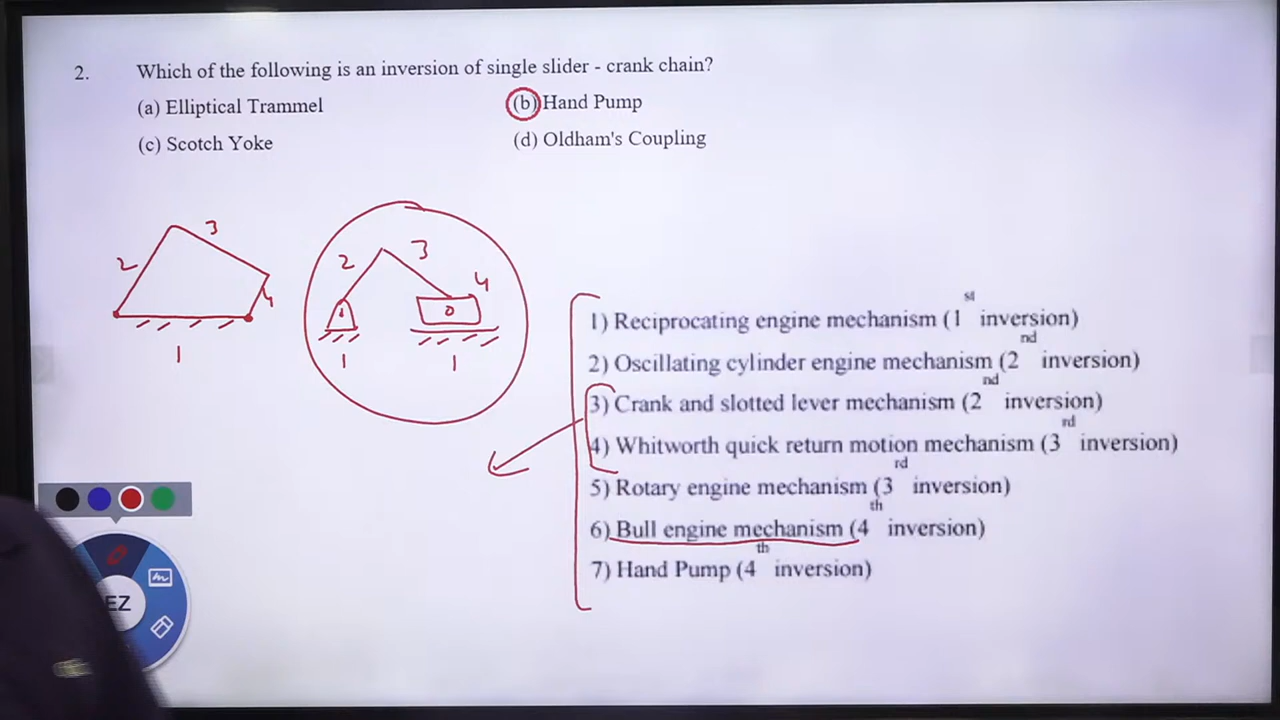 2. Which of the following is an inversion of single slider - crank chain?
(a) Elliptical Trammel (b) Hand Pump
(c) Scotch Yoke (d) Oldham's Coupling
2 3 4 1
2 3 4 1 1
1) Reciprocating engine mechanism (1st inversion)
2) Oscillating cylinder engine mechanism (2nd inversion)
3) Crank and slotted lever mechanism (2nd inversion)
4) Whitworth quick return motion mechanism (3rd inversion)
5) Rotary engine mechanism (3rd inversion)
6) Bull engine mechanism (4th inversion)
7) Hand Pump (4th inversion)
EZ